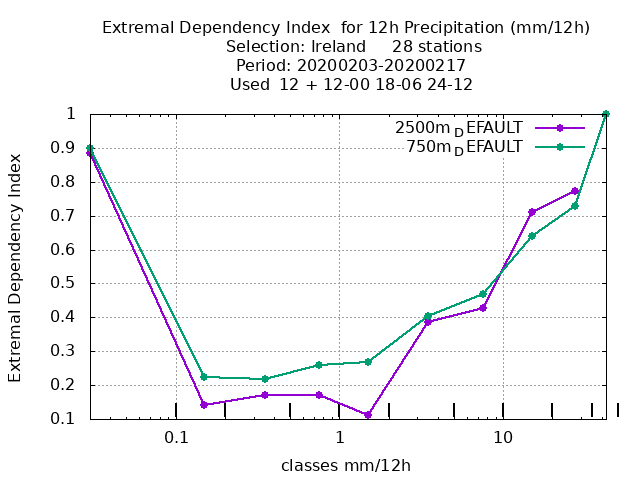 Extremal Dependency Index  for 12h Precipitation (mm/12h)
Selection: Ireland     28 stations
Period: 20200203-20200217
Used  12 + 12-00 18-06 24-12
2500m_DEFAULT
750m_DEFAULT
Extremal Dependency Index
1
0.9
0.8
0.7
0.6
0.5
0.4
0.3
0.2
0.1
0.1 1 10
classes mm/12h